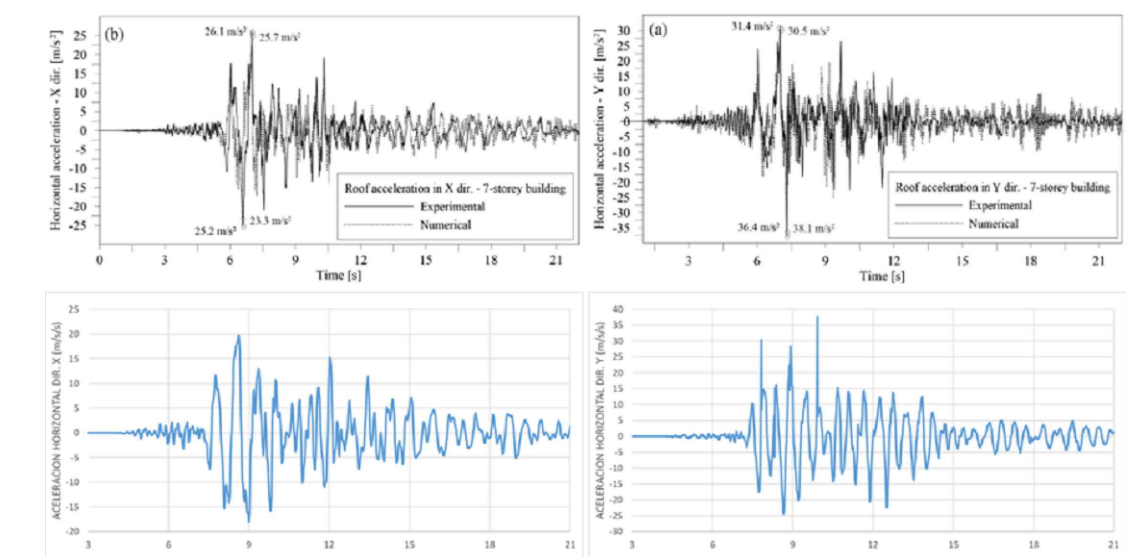 (b)
26.1 m/s²
25.7 m/s²
Horizontal acceleration - X dir. [m/s²]
25
20
15
10
5
0
-5
-10
-15
-20
-25
23.3 m/s²
25.2 m/s²
Roof acceleration in X dir. - 7-storey building
Experimental
Numerical
0 3 6 9 12 15 18 21
Time [s]
(a)
31.4 m/s²
30.5 m/s²
Horizontal acceleration - Y dir. [m/s²]
30
25
20
15
10
5
0
-5
-10
-15
-20
-25
-30
-35
36.4 m/s²
38.1 m/s²
Roof acceleration in Y dir. - 7-storey building
Experimental
Numerical
3 6 9 12 15 18 21
Time [s]
ACELERACION HORIZONTAL DIR. X (m/s/s)
25
20
15
10
5
0
-5
-10
-15
-20
3 6 9 12 15 18 21
ACELERACION HORIZONTAL DIR. Y (m/s/s)
40
35
30
25
20
15
10
5
0
-5
-10
-15
-20
-25
-30
3 6 9 12 15 18 21